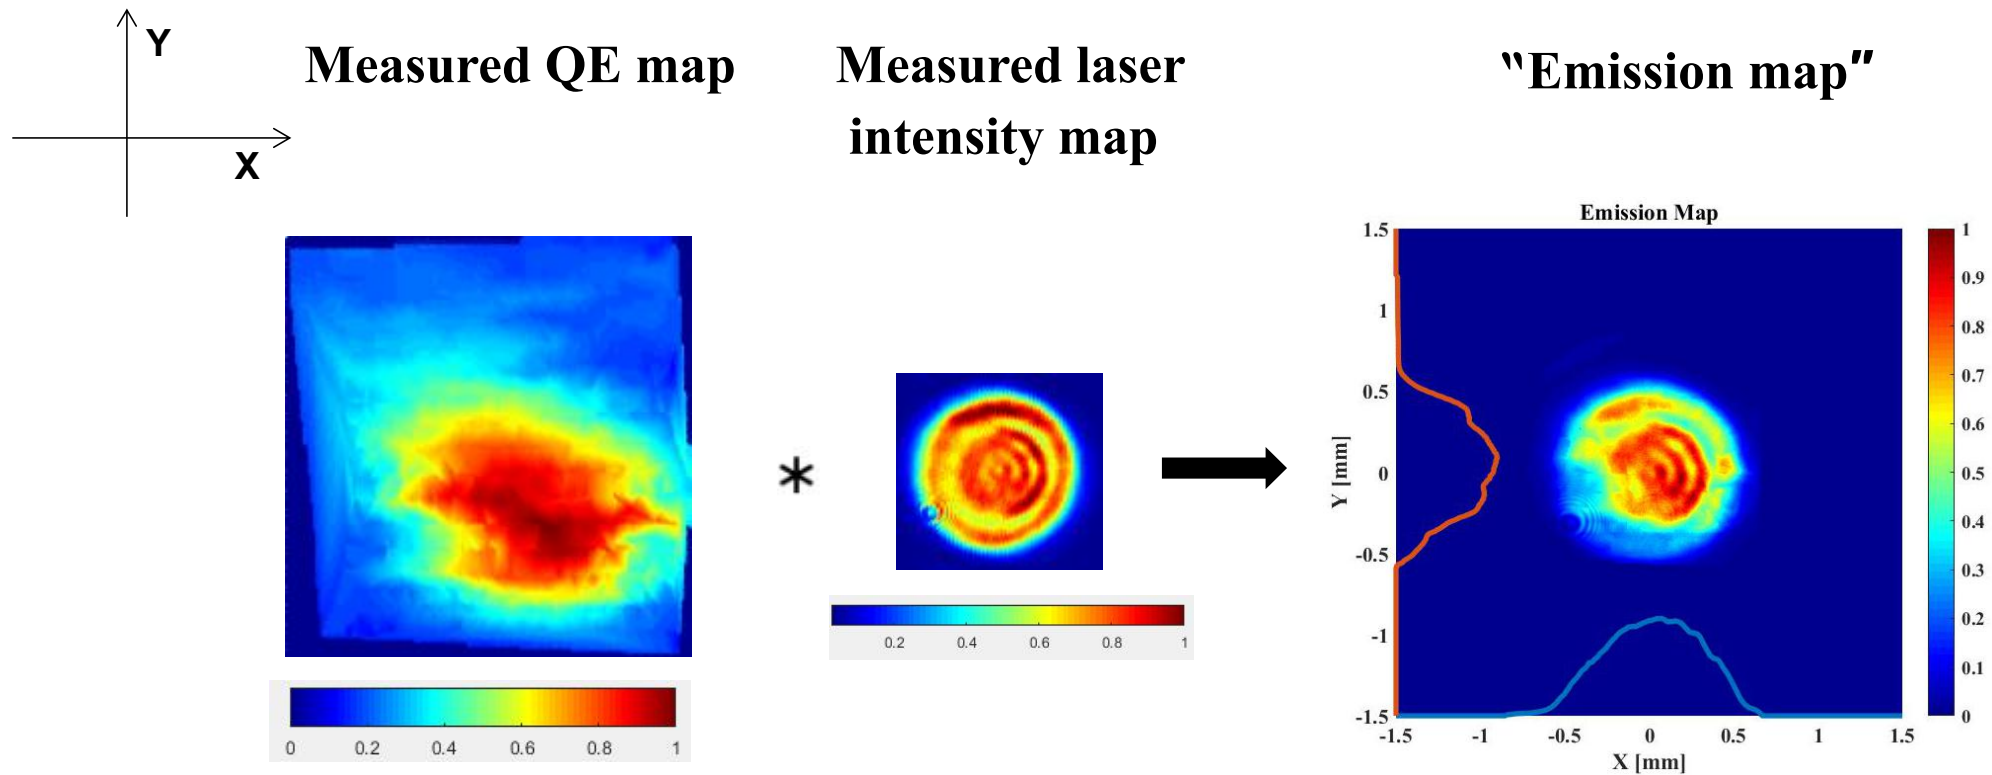 Y
X
Measured QE map
0 0.2 0.4 0.6 0.8 1
*
Measured laser
intensity map
0.2 0.4 0.6 0.8 1
‟Emission map″
Emission Map
1.5
1
0.5
0
-0.5
-1
-1.5
Y [mm]
-1.5 -1 -0.5 0 0.5 1 1.5
X [mm]
1
0.9
0.8
0.7
0.6
0.5
0.4
0.3
0.2
0.1
0